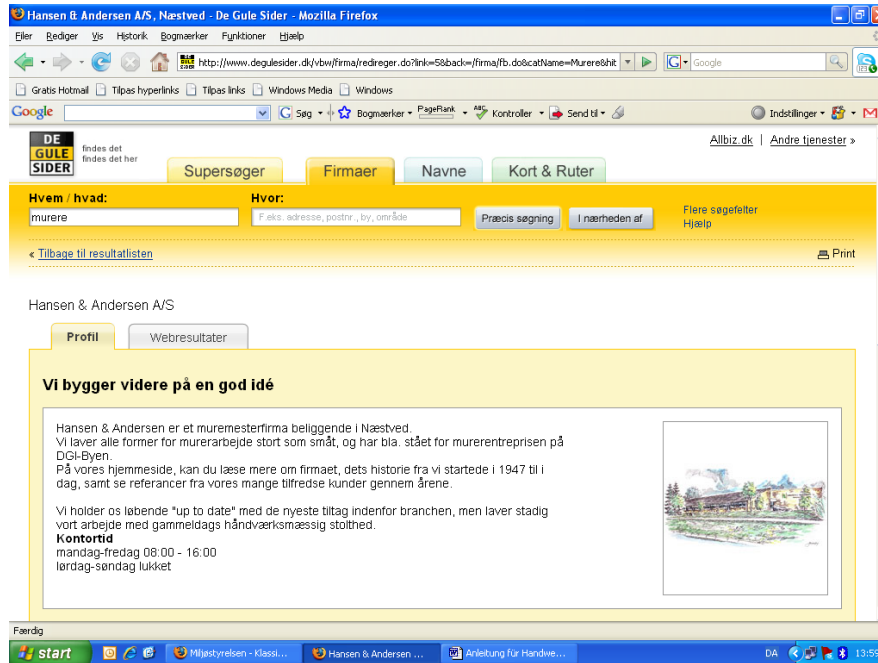 Hansen & Andersen A/S, Næstved - De Gule Sider - Mozilla Firefox
Filer Rediger Vis Historik Bogmærker Funktioner Hjælp
http://www.degulesider.dk/vbw/firma/redireger.do?link=5&back=/firma/fb.do&catName=Murere&hit
Google
Gratis Hotmail Tilpas hyperlinks Tilpas links Windows Media Windows
Google Søg Bogmærker PageRank Kontroller Send til Indstillinger
DE GULE SIDER
findes det
findes det her
Allbiz.dk | Andre tjenester »
Supersøger Firmaer Navne Kort & Ruter
Hvem / hvad: Hvor:
murere F.eks. adresse, postnr., by, område Præcis søgning I nærheden af
Flere søgefelter
Hjælp
« Tilbage til resultatlisten Print
Hansen & Andersen A/S
Profil Webresultater
Vi bygger videre på en god idé
Hansen & Andersen er et muremesterfirma beliggende i Næstved.
Vi laver alle former for murerarbejde stort som småt, og har bla. stået for murerentreprisen på
DGI-Byen.
På vores hjemmeside, kan du læse mere om firmaet, dets historie fra vi startede i 1947 til i
dag, samt se referancer fra vores mange tilfredse kunder gennem årene.
Vi holder os løbende "up to date" med de nyeste tiltag indenfor branchen, men laver stadig
vort arbejde med gammeldags håndværksmæssig stolthed.
Kontortid
mandag-fredag 08:00 - 16:00
lørdag-søndag lukket
Færdig
start Miljøstyrelsen - Klassi... Hansen & Andersen ... Anleitung für Handwe... DA 13:59